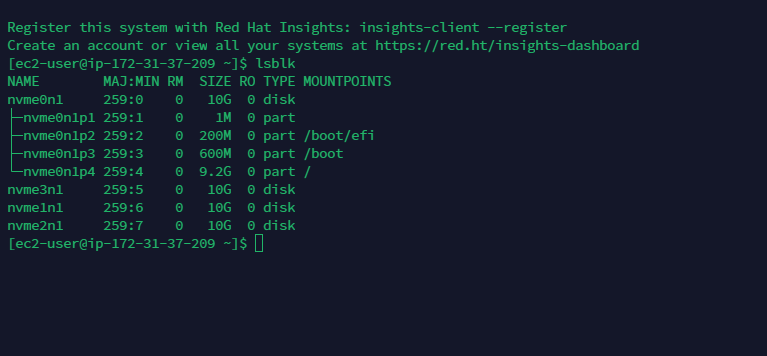 Register this system with Red Hat Insights: insights-client --register
Create an account or view all your systems at https://red.ht/insights-dashboard
[ec2-user@ip-172-31-37-209 ~]$ lsblk
NAME        MAJ:MIN RM  SIZE RO TYPE MOUNTPOINTS
nvme0n1     259:0    0   10G  0 disk
├─nvme0n1p1 259:1    0    1M  0 part
├─nvme0n1p2 259:2    0  200M  0 part /boot/efi
├─nvme0n1p3 259:3    0  600M  0 part /boot
└─nvme0n1p4 259:4    0  9.2G  0 part /
nvme3n1     259:5    0   10G  0 disk
nvme1n1     259:6    0   10G  0 disk
nvme2n1     259:7    0   10G  0 disk
[ec2-user@ip-172-31-37-209 ~]$